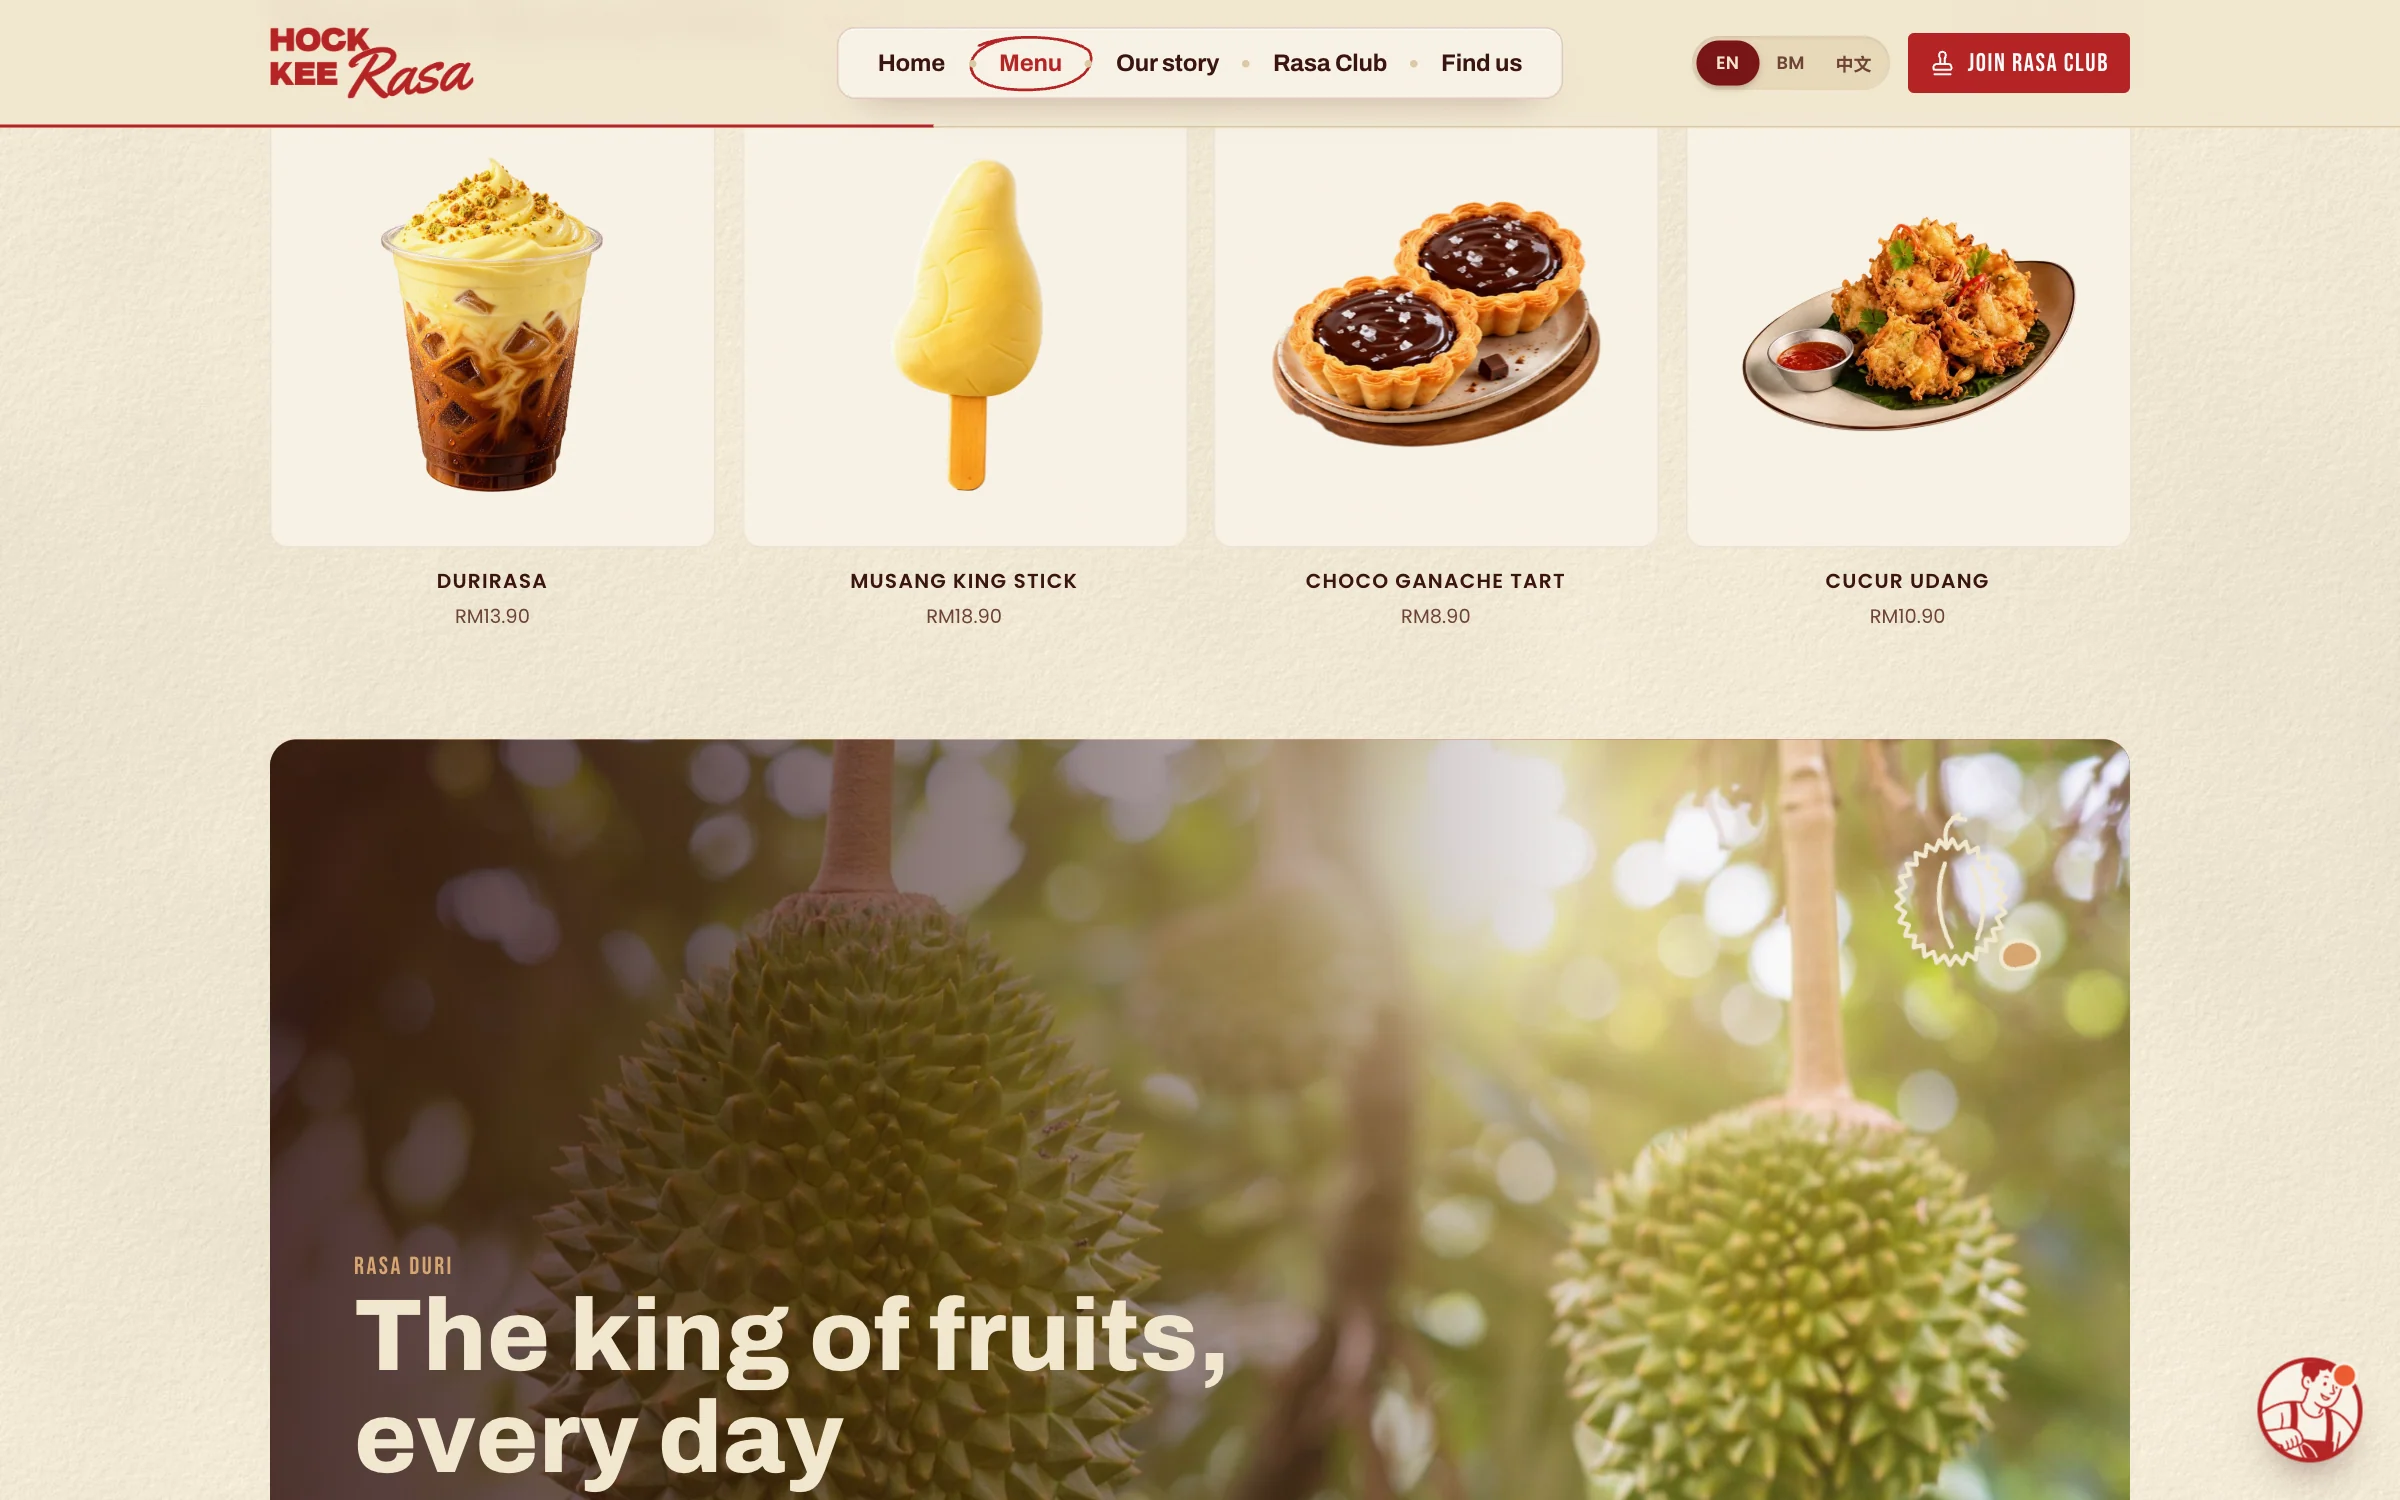 HOCK
KEE Rasa
Home
Menu
Our story
Rasa Club
Find us
EN
BM
中文
JOIN RASA CLUB
DURIRASA
RM13.90
MUSANG KING STICK
RM18.90
CHOCO GANACHE TART
RM8.90
CUCUR UDANG
RM10.90
RASA DURI
The king of fruits,
every day